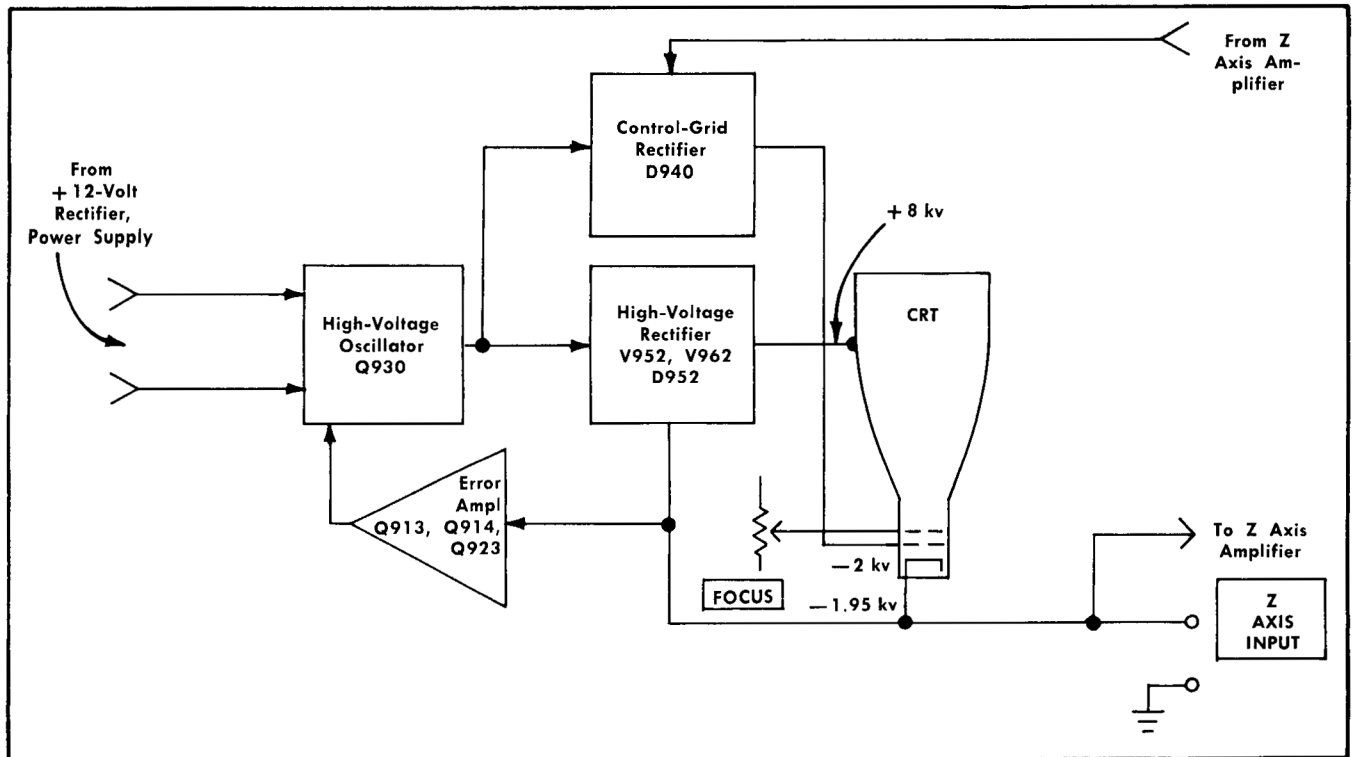 From Z
Axis Am-
plifier
Control-Grid
Rectifier
D940
From
+ 12-Volt
Rectifier,
Power Supply
+ 8 kv
High-Voltage
Oscillator
Q930
High-Voltage
Rectifier
V952, V962
D952
CRT
Error
Ampl
Q913, Q914,
Q923
FOCUS
— 2 kv
— 1.95 kv
To Z Axis
Amplifier
Z
AXIS
INPUT